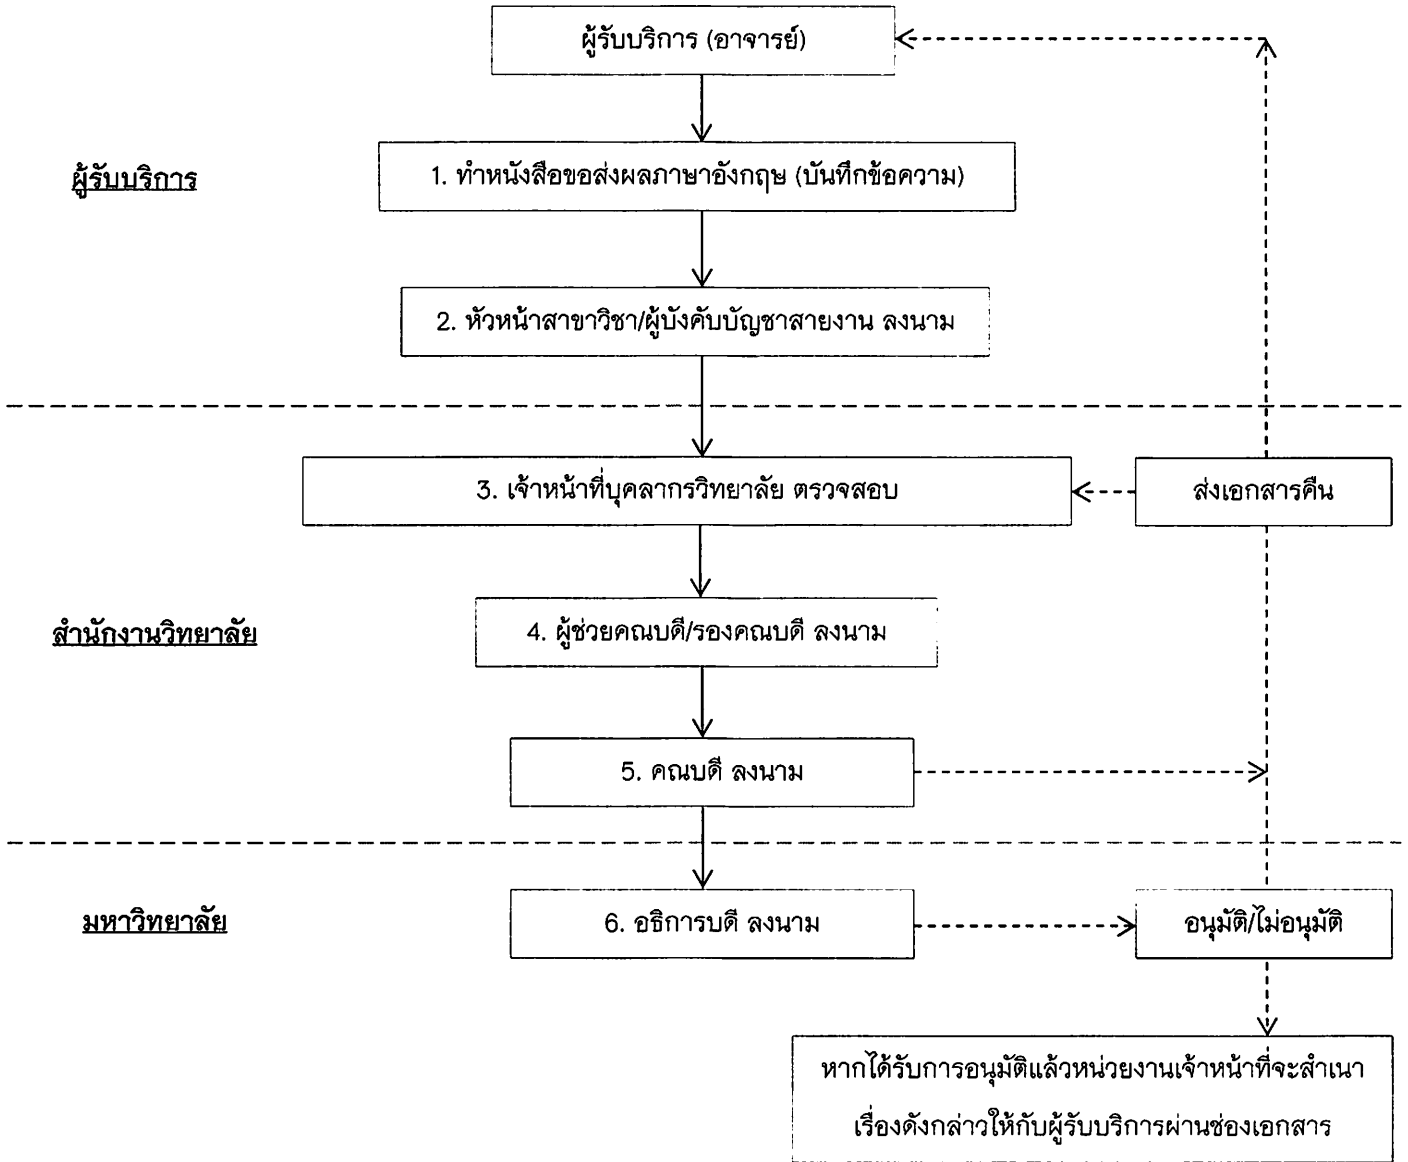 ผู้รับบริการ (อาจารย์)
ผู้รับบริการ
1. ทำหนังสือขอส่งผลภาษาอังกฤษ (บันทึกข้อความ)
2. หัวหน้าสาขาวิชา/ผู้บังคับบัญชาสายงาน ลงนาม
3. เจ้าหน้าที่บุคลากรวิทยาลัย ตรวจสอบ
ส่งเอกสารคืน
สำนักงานวิทยาลัย
4. ผู้ช่วยคณบดี/รองคณบดี ลงนาม
5. คณบดี ลงนาม
มหาวิทยาลัย
6. อธิการบดี ลงนาม
อนุมัติ/ไม่อนุมัติ
หากได้รับการอนุมัติแล้วหน่วยงานเจ้าหน้าที่จะสำเนา
เรื่องดังกล่าวให้กับผู้รับบริการผ่านช่องเอกสาร